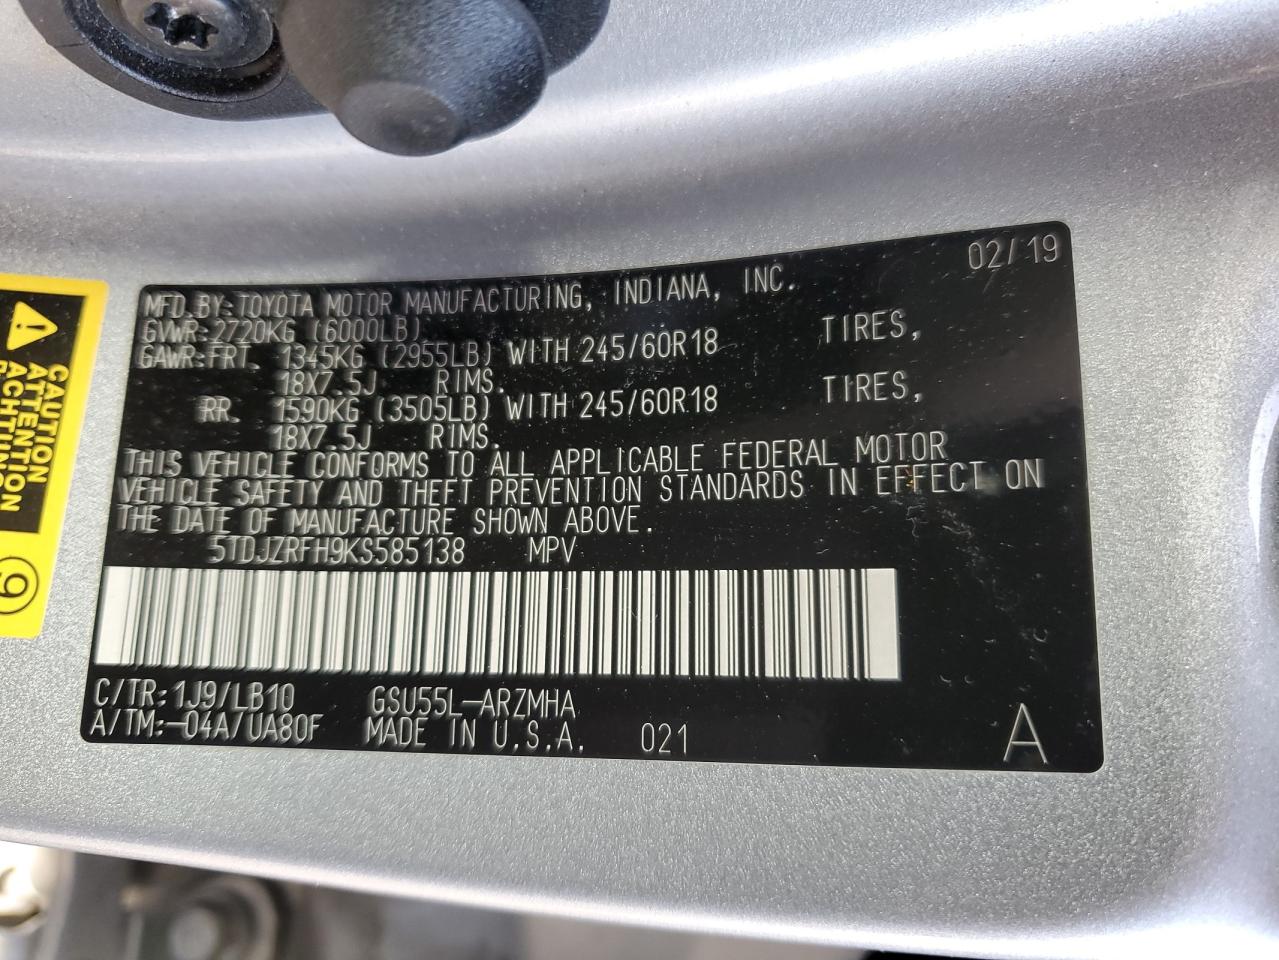 02/19
MFD.BY:TOYOTA MOTOR MANUFACTURING, INDIANA, INC.
GVWR:2720KG (6000LB)
GAWR:FRT. 1345KG (2955LB) WITH 245/60R18 TIRES,
18X7.5J RIMS.
RR. 1590KG (3505LB) WITH 245/60R18 TIRES,
18X7.5J RIMS.
THIS VEHICLE CONFORMS TO ALL APPLICABLE FEDERAL MOTOR
VEHICLE SAFETY AND THEFT PREVENTION STANDARDS IN EFFECT ON
THE DATE OF MANUFACTURE SHOWN ABOVE.
5TDJZRFH9KS585138 MPV
C/TR:1J9/LB10 GSU55L-ARZMHA
A/TM:-04A/UA80F MADE IN U.S.A. 021 A
CAUTION
ATTENTION
9